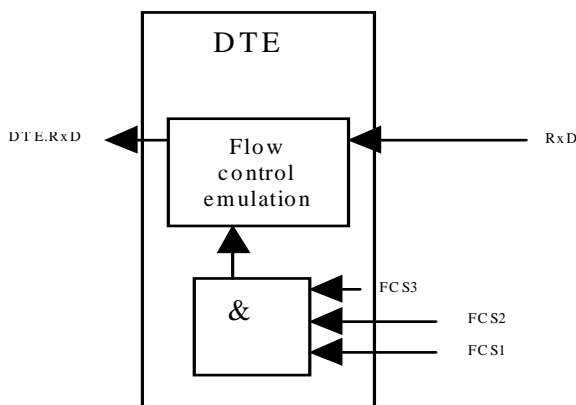 DTE
DTE.RxD
Flow
control
emulation
RxD
&
FCS3
FCS2
FCS1